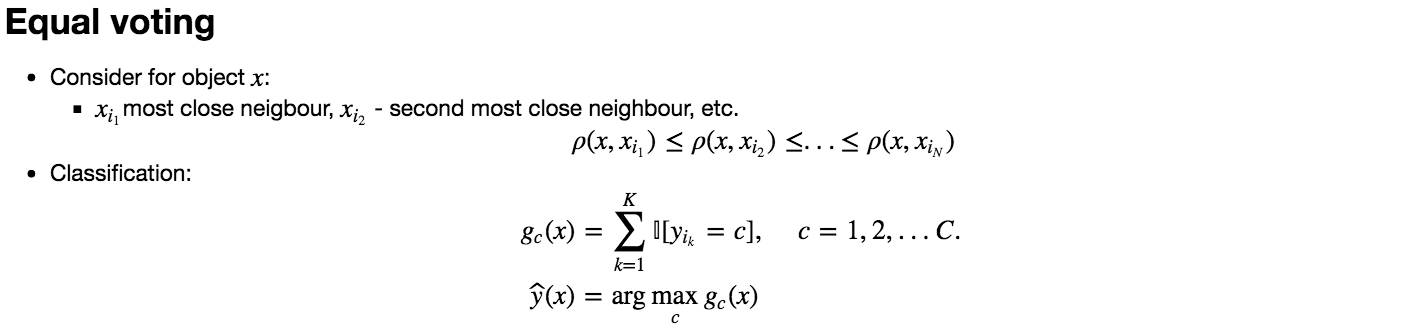 Equal voting
• Consider for object x:
▪ x_{i_1} most close neigbour, x_{i_2} - second most close neighbour, etc.
ρ(x, x_{i_1}) ≤ ρ(x, x_{i_2}) ≤. . . ≤ ρ(x, x_{i_N})
• Classification:
g_c(x) = ∑_{k=1}^{K} 𝕀[y_{i_k} = c], c = 1, 2, . . . C.
ŷ(x) = arg max_c g_c(x)